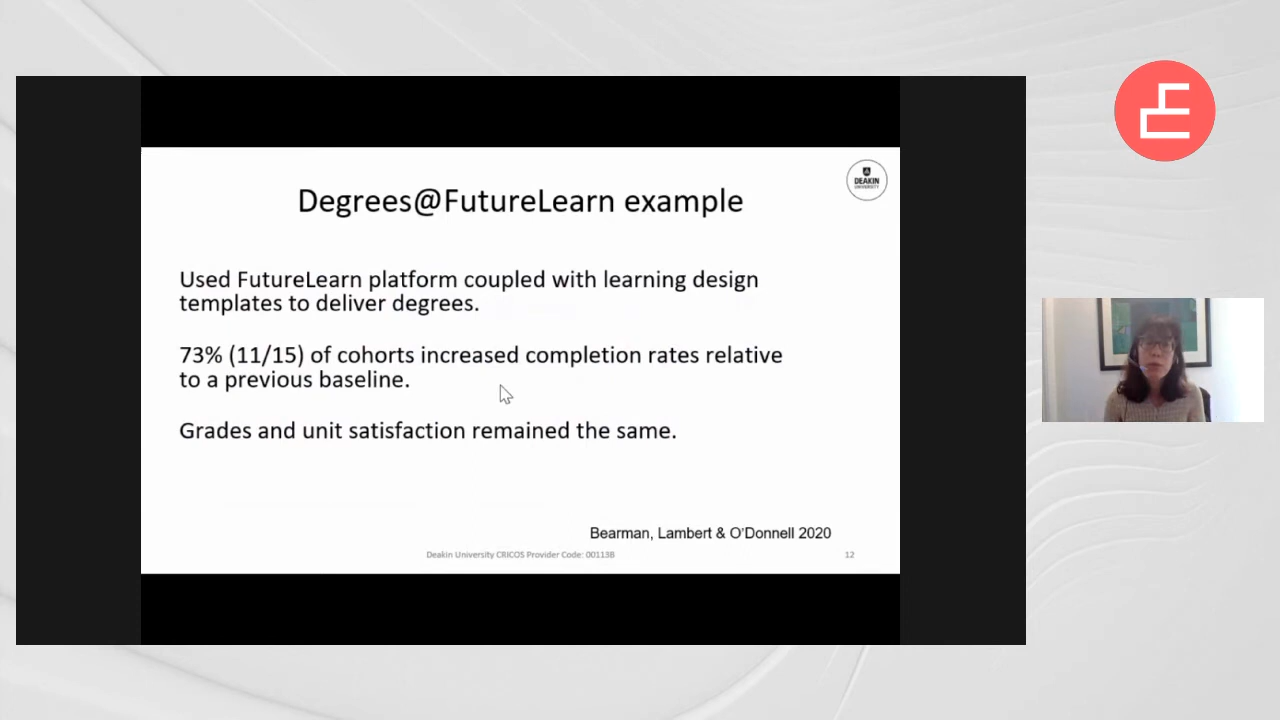 DEAKIN
UNIVERSITY
Degrees@FutureLearn example
Used FutureLearn platform coupled with learning design
templates to deliver degrees.
73% (11/15) of cohorts increased completion rates relative
to a previous baseline.
Grades and unit satisfaction remained the same.
Bearman, Lambert & O'Donnell 2020
Deakin University CRICOS Provider Code: 00113B
12